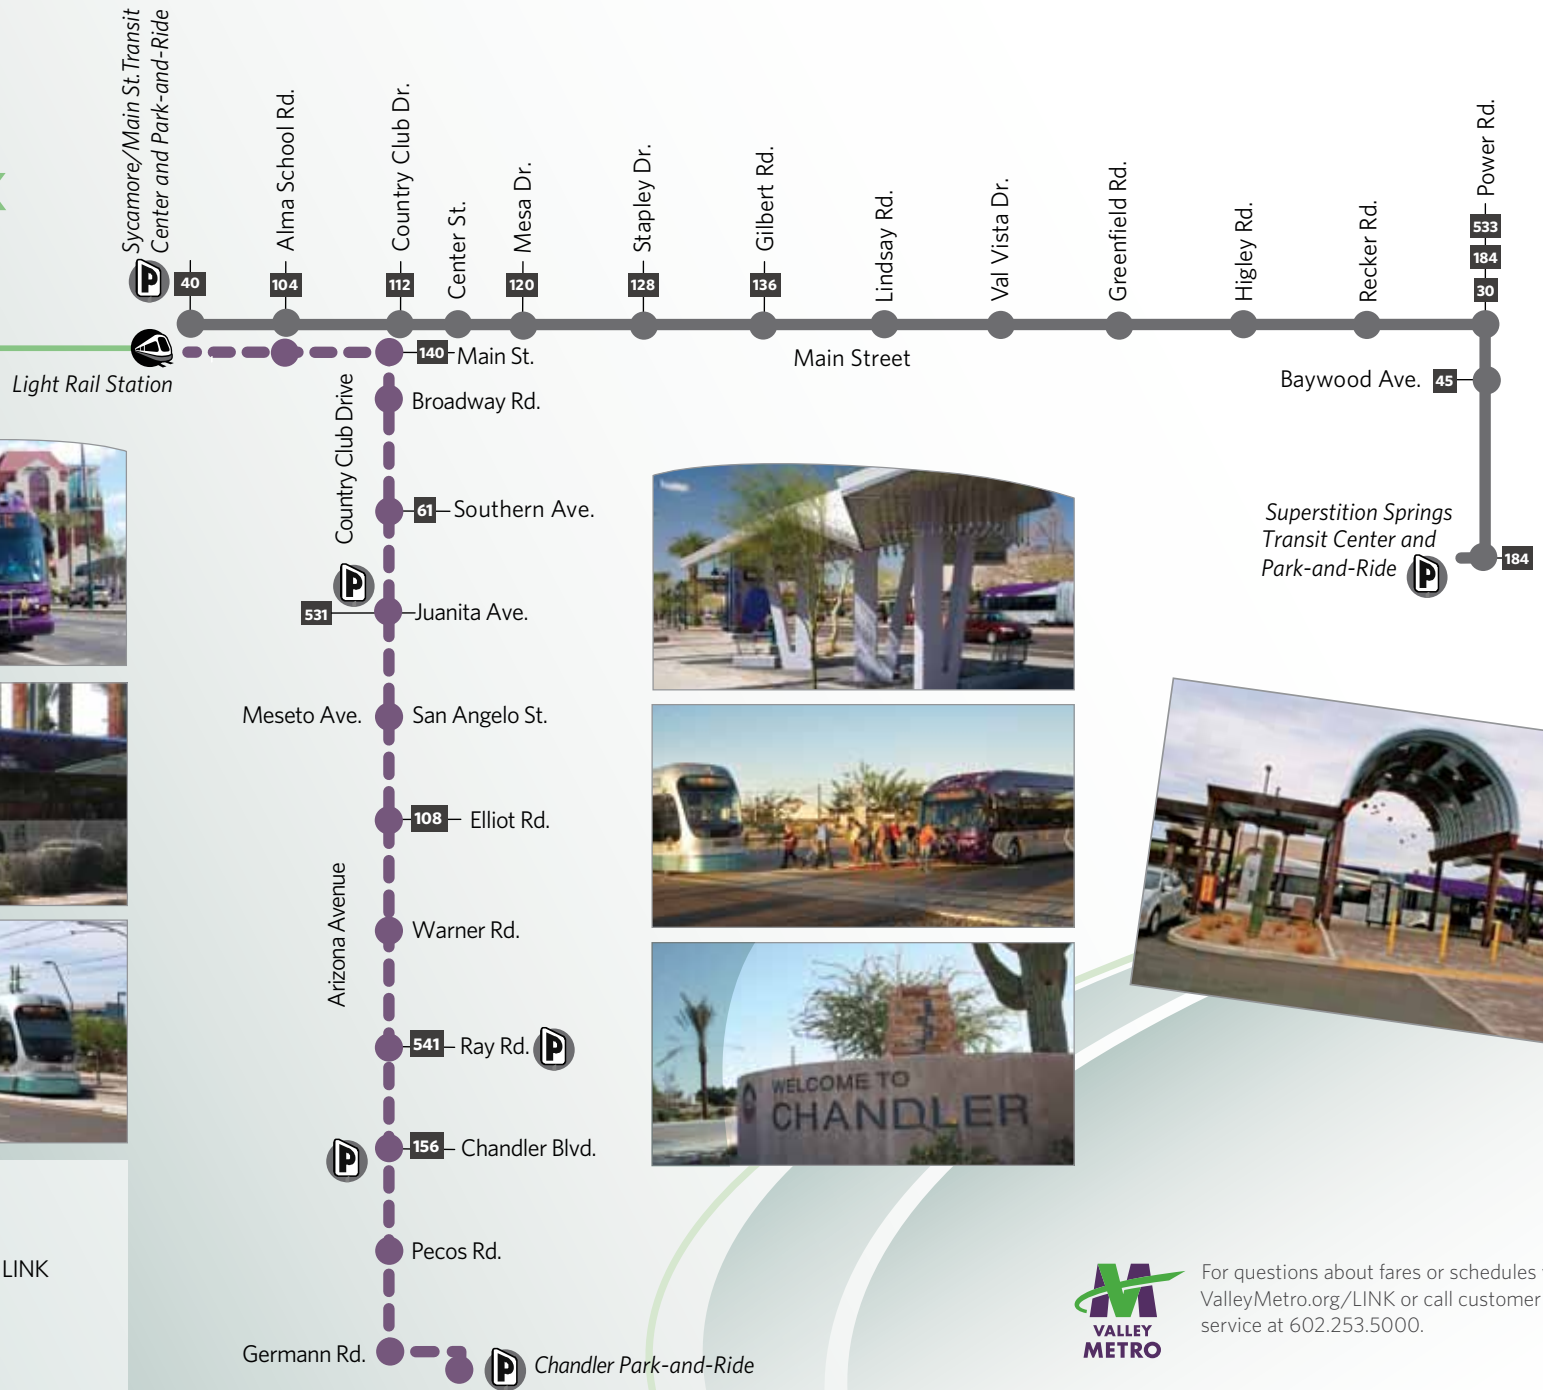 Sycamore/Main St. Transit
Center and Park-and-Ride
Alma School Rd.
Country Club Dr.
Center St.
Mesa Dr.
Stapley Dr.
Gilbert Rd.
Lindsay Rd.
Val Vista Dr.
Greenfield Rd.
Higley Rd.
Recker Rd.
Power Rd.
533
184
30
P
40
104
112
120
128
136
Light Rail Station
140 Main St.
Main Street
Baywood Ave. 45
Broadway Rd.
Country Club Drive
61 Southern Ave.
Superstition Springs
Transit Center and
Park-and-Ride P
184
P
531 Juanita Ave.
Meseto Ave. San Angelo St.
108 Elliot Rd.
Arizona Avenue
Warner Rd.
541 Ray Rd. P
WELCOME TO
CHANDLER
P 156 Chandler Blvd.
Pecos Rd.
LINK
Germann Rd.
P Chandler Park-and-Ride
VALLEY
METRO
For questions about fares or schedules
ValleyMetro.org/LINK or call customer
service at 602.253.5000.